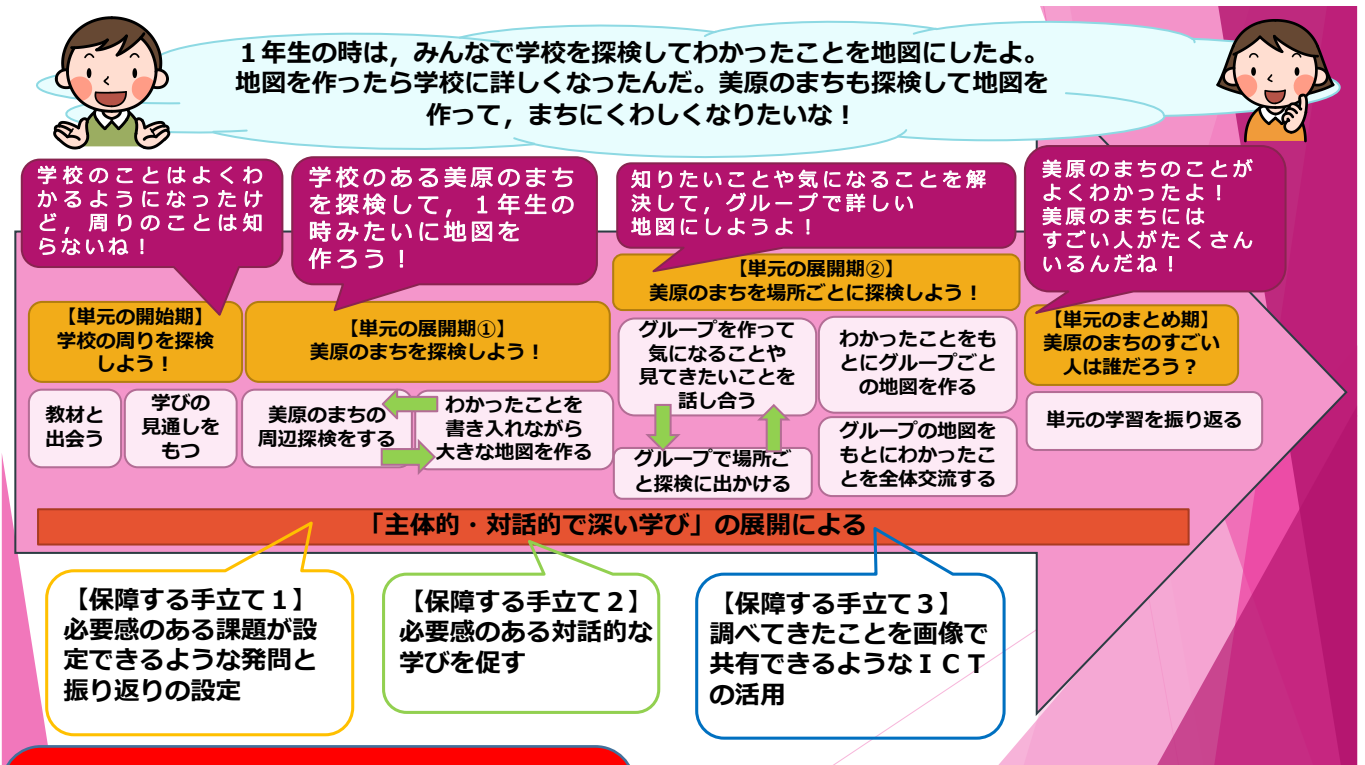 １年生の時は，みんなで学校を探検してわかったことを地図にしたよ。
地図を作ったら学校に詳しくなったんだ。美原のまちも探検して地図を
作って，まちにくわしくなりたいな！
学校のことはよくわ
かるようになったけ
ど，周りのことは知
らないね！
学校のある美原のまち
を探検して，１年生の
時みたいに地図を
作ろう！
知りたいことや気になることを解
決して，グループで詳しい
地図にしようよ！
美原のまちのことが
よくわかったよ！
美原のまちには
すごい人がたくさん
いるんだね！
【単元の開始期】
学校の周りを探検
しよう！
【単元の展開期①】
美原のまちを探検しよう！
【単元の展開期②】
美原のまちを場所ごとに探検しよう！
【単元のまとめ期】
美原のまちのすごい
人は誰だろう？
教材と
出会う
学びの
見通しを
もつ
美原のまちの
周辺探検をする
わかったことを
書き入れながら
大きな地図を作る
グループを作って
気になることや
見てきたいことを
話し合う
グループで場所ご
と探検に出かける
わかったことをも
とにグループごと
の地図を作る
グループの地図を
もとにわかったこ
とを全体交流する
単元の学習を振り返る
「主体的・対話的で深い学び」の展開による
【保障する手立て１】
必要感のある課題が設
定できるような発問と
振り返りの設定
【保障する手立て２】
必要感のある対話的な
学びを促す
【保障する手立て３】
調べてきたことを画像で
共有できるようなＩＣＴ
の活用